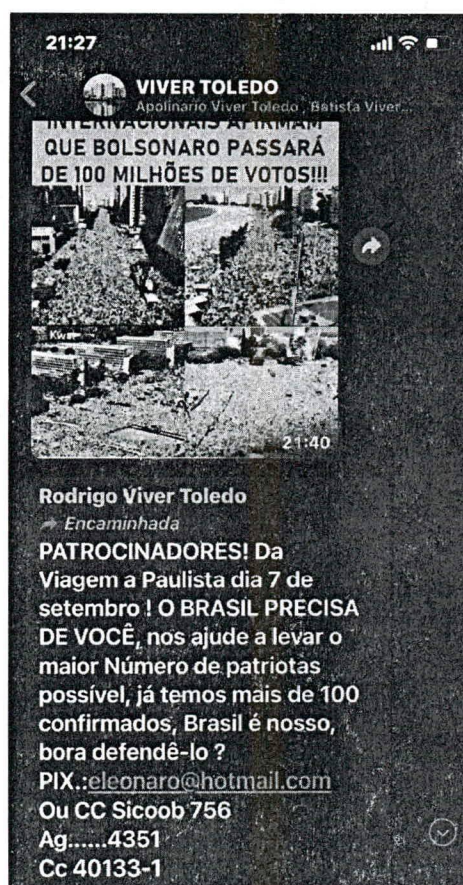 21:27
VIVER TOLEDO
Apolinario Viver Toledo , Batista Viver...
INTERNACIONAIS AFIRMAM
QUE BOLSONARO PASSARÁ
DE 100 MILHÕES DE VOTOS!!!
Kwai
21:40
Rodrigo Viver Toledo
Encaminhada
PATROCINADORES! Da
Viagem a Paulista dia 7 de
setembro ! O BRASIL PRECISA
DE VOCÊ, nos ajude a levar o
maior Número de patriotas
possível, já temos mais de 100
confirmados, Brasil é nosso,
bora defendê-lo ?
PIX.:eleonaro@hotmail.com
Ou CC Sicoob 756
Ag......4351
Cc 40133-1